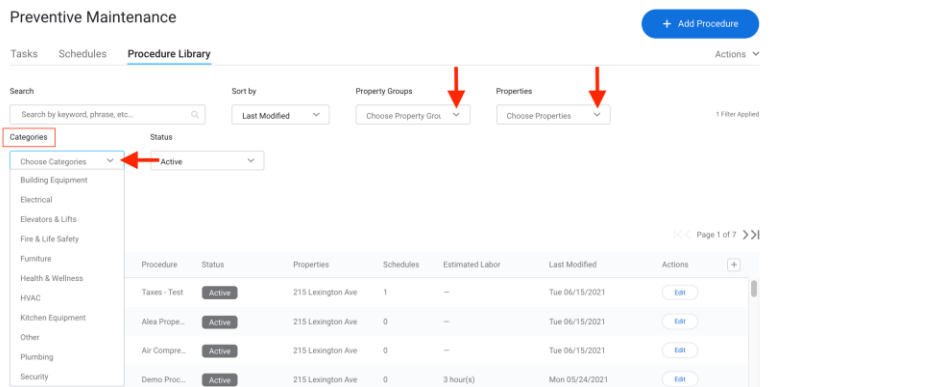 Preventive Maintenance
+ Add Procedure
Tasks Schedules Procedure Library Actions
Search Sort by Property Groups Properties
Search by keyword, phrase, etc... Last Modified Choose Property Grou Choose Properties 1 Filter Applied
Categories Status
Choose Categories Active
Building Equipment
Electrical
Elevators & Lifts
Fire & Life Safety
Page 1 of 7
Furniture
Procedure Status Properties Schedules Estimated Labor Last Modified Actions +
Health & Wellness
Taxes - Test Active 215 Lexington Ave 1 — Tue 06/15/2021 Edit
HVAC
Kitchen Equipment
Alea Prope... Active 215 Lexington Ave 0 — Tue 06/15/2021 Edit
Other
Air Compre... Active 215 Lexington Ave 0 — Tue 06/15/2021 Edit
Plumbing
Security
Demo Proc... Active 215 Lexington Ave 0 3 hour(s) Mon 05/24/2021 Edit